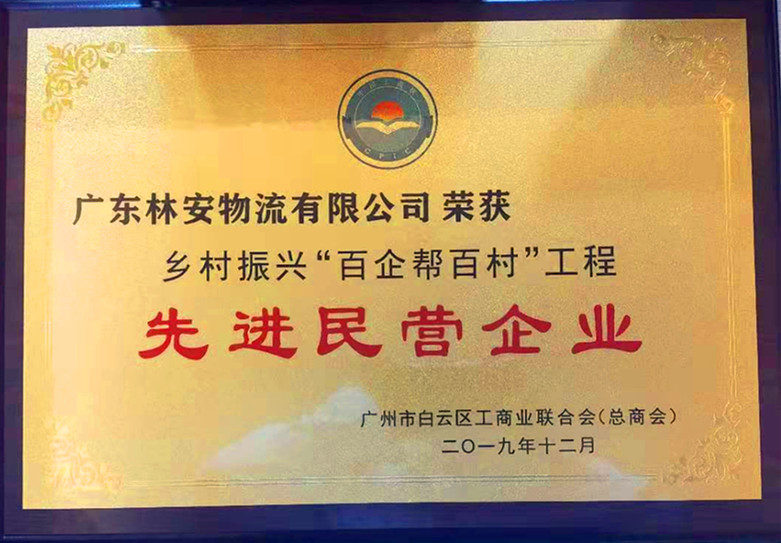 CFIC
广东林安物流有限公司 荣获
乡村振兴“百企帮百村”工程
先进民营企业
广州市白云区工商业联合会(总商会)
二〇一九年十二月